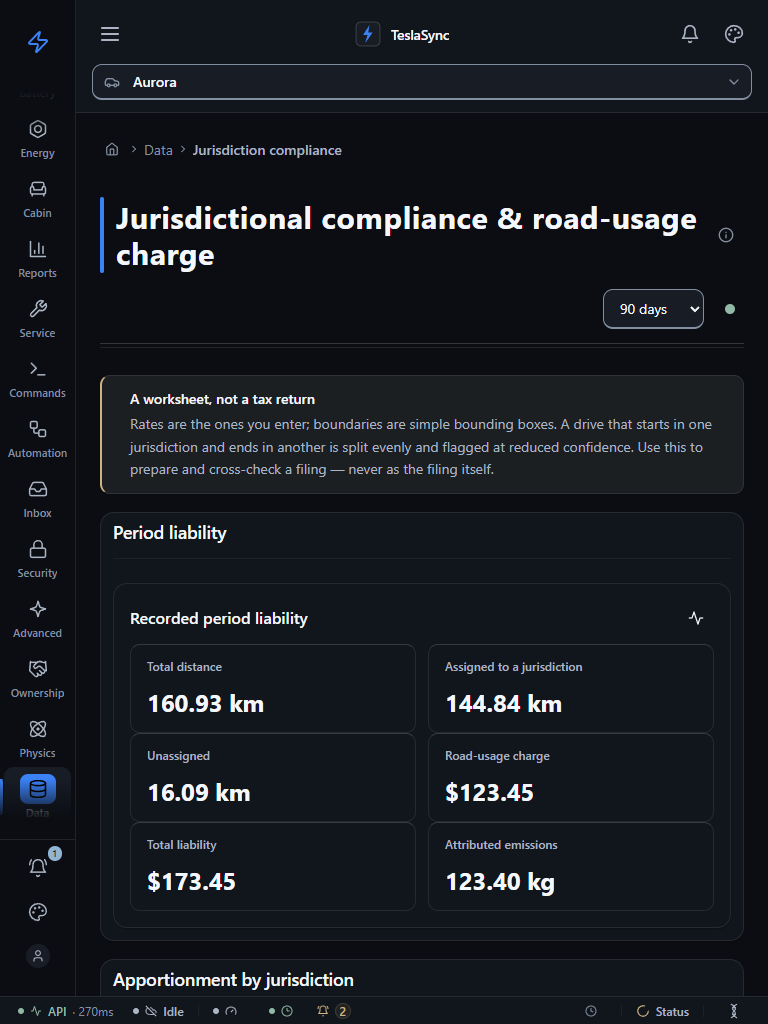 TeslaSync
Aurora
Battery
Energy
Cabin
Reports
Service
Commands
Automation
Inbox
Security
Advanced
Ownership
Physics
Data
1
Data
Jurisdiction compliance
Jurisdictional compliance & road-usage
charge
90 days
A worksheet, not a tax return
Rates are the ones you enter; boundaries are simple bounding boxes. A drive that starts in one
jurisdiction and ends in another is split evenly and flagged at reduced confidence. Use this to
prepare and cross-check a filing — never as the filing itself.
Period liability
Recorded period liability
Total distance
160.93 km
Assigned to a jurisdiction
144.84 km
Unassigned
16.09 km
Road-usage charge
$123.45
Total liability
$173.45
Attributed emissions
123.40 kg
Apportionment by jurisdiction
API · 270ms
Idle
2
Status